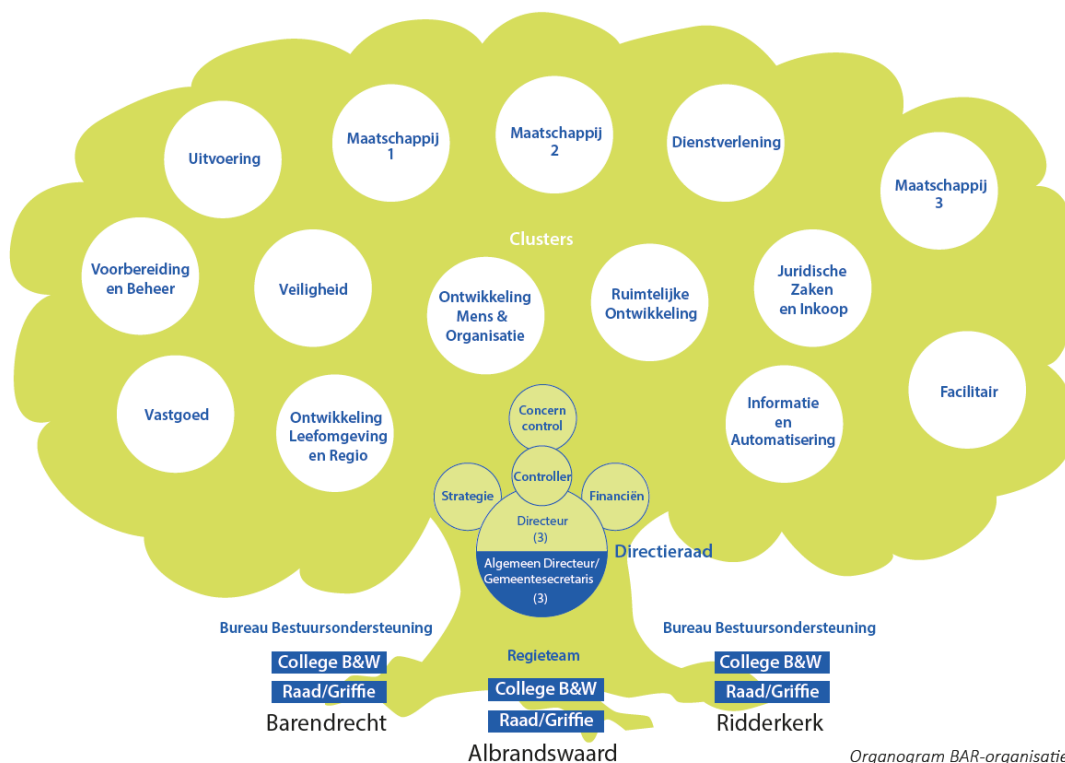 Uitvoering
Maatschappij
1
Maatschappij
2
Dienstverlening
Maatschappij
3
Clusters
Voorbereiding
en Beheer
Veiligheid
Ontwikkeling
Mens &
Organisatie
Ruimtelijke
Ontwikkeling
Juridische
Zaken
en Inkoop
Vastgoed
Ontwikkeling
Leefomgeving
en Regio
Informatie
en
Automatisering
Facilitair
Concern
control
Controller
Strategie
Financiën
Directeur
(3)
Directieraad
Algemeen Directeur/
Gemeentesecretaris
(3)
Bureau Bestuursondersteuning
College B&W
Raad/Griffie
Barendrecht
Regieteam
College B&W
Raad/Griffie
Albrandswaard
Bureau Bestuursondersteuning
College B&W
Raad/Griffie
Ridderkerk
Organogram BAR-organisatie